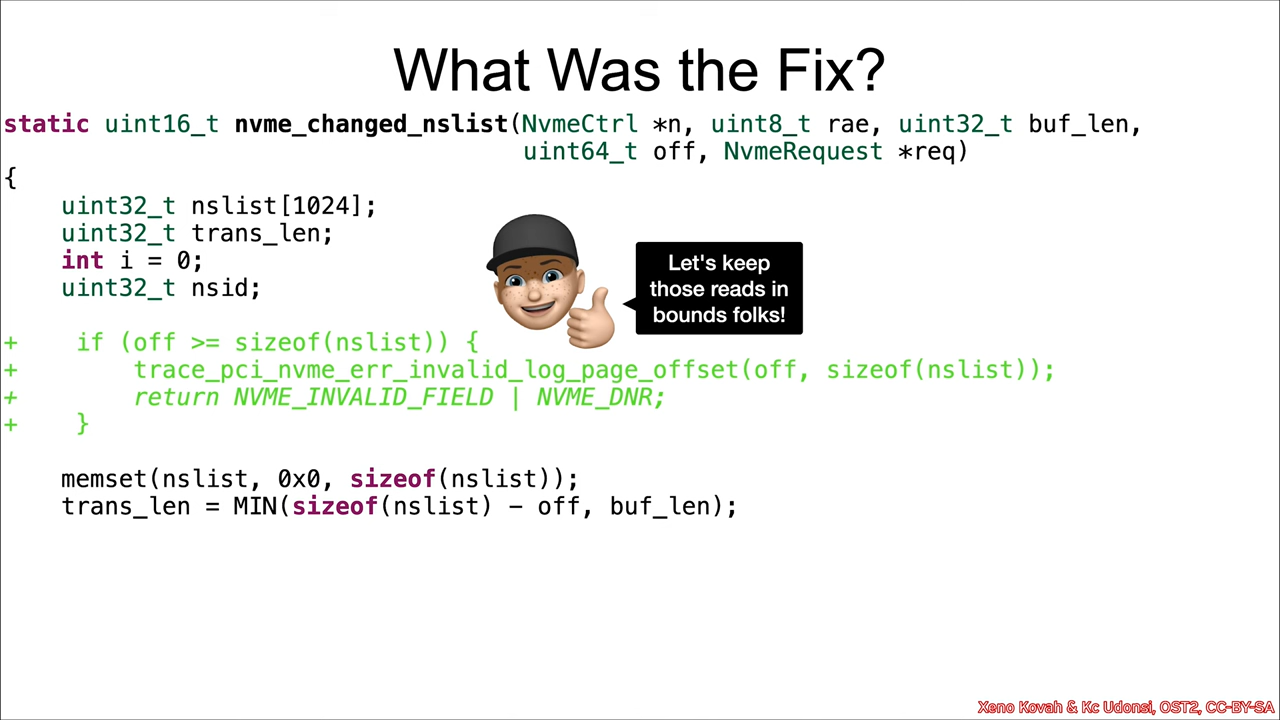 What Was the Fix?
static uint16_t nvme_changed_nslist(NvmeCtrl *n, uint8_t rae, uint32_t buf_len,
uint64_t off, NvmeRequest *req)
{
uint32_t nslist[1024];
uint32_t trans_len;
int i = 0;
uint32_t nsid;
Let's keep
those reads in
bounds folks!
+ if (off >= sizeof(nslist)) {
+ trace_pci_nvme_err_invalid_log_page_offset(off, sizeof(nslist));
+ return NVME_INVALID_FIELD | NVME_DNR;
+ }
memset(nslist, 0x0, sizeof(nslist));
trans_len = MIN(sizeof(nslist) - off, buf_len);
Xeno Kovah & Kc Udonsi, OST2, CC-BY-SA